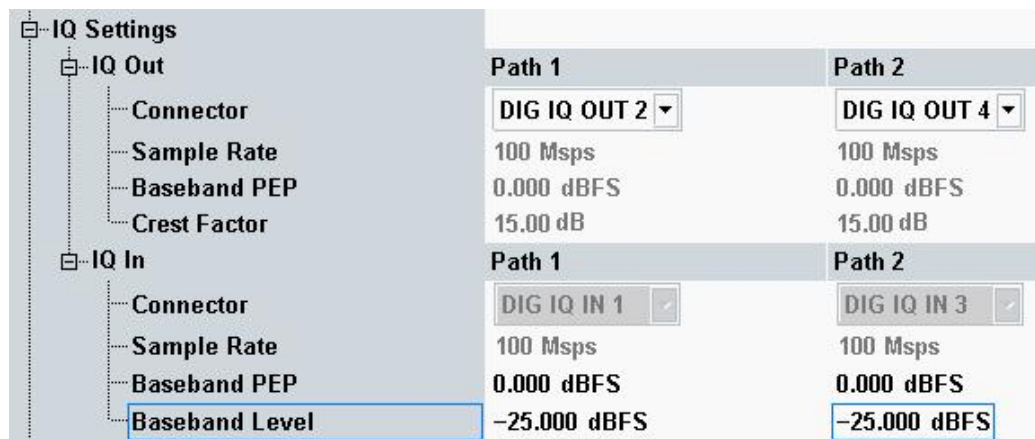 IQ Settings
IQ Out Path 1 Path 2
Connector DIG IQ OUT 2 DIG IQ OUT 4
Sample Rate 100 Msps 100 Msps
Baseband PEP 0.000 dBFS 0.000 dBFS
Crest Factor 15.00 dB 15.00 dB
IQ In Path 1 Path 2
Connector DIG IQ IN 1 DIG IQ IN 3
Sample Rate 100 Msps 100 Msps
Baseband PEP 0.000 dBFS 0.000 dBFS
Baseband Level −25.000 dBFS −25.000 dBFS